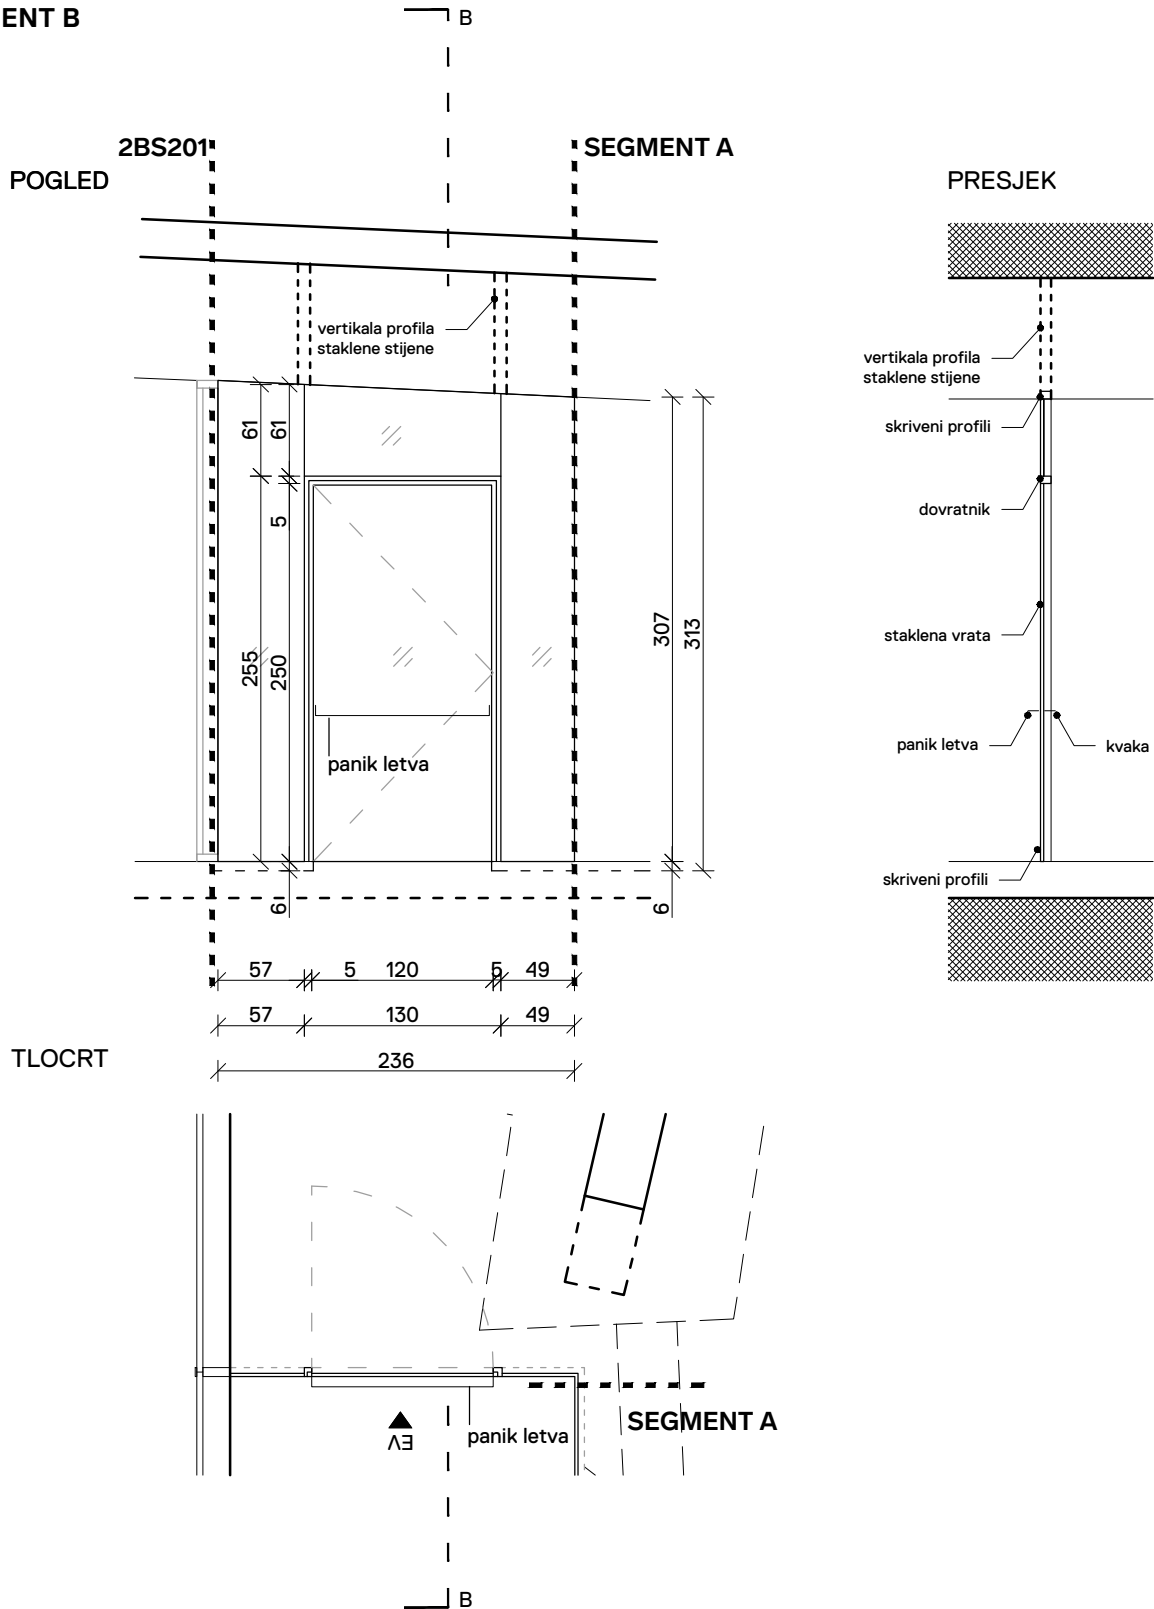 ENT B
B
2BS201
SEGMENT A
POGLED
PRESJEK
vertikala profila
staklene stijene
vertikala profila
staklene stijene
61
61
skriveni profili
5
dovratnik
307
313
staklena vrata
255
250
panik letva
kvaka
panik letva
skriveni profili
6
6
57
5
120
5
49
57
130
49
TLOCRT
236
SEGMENT A
EV
panik letva
B